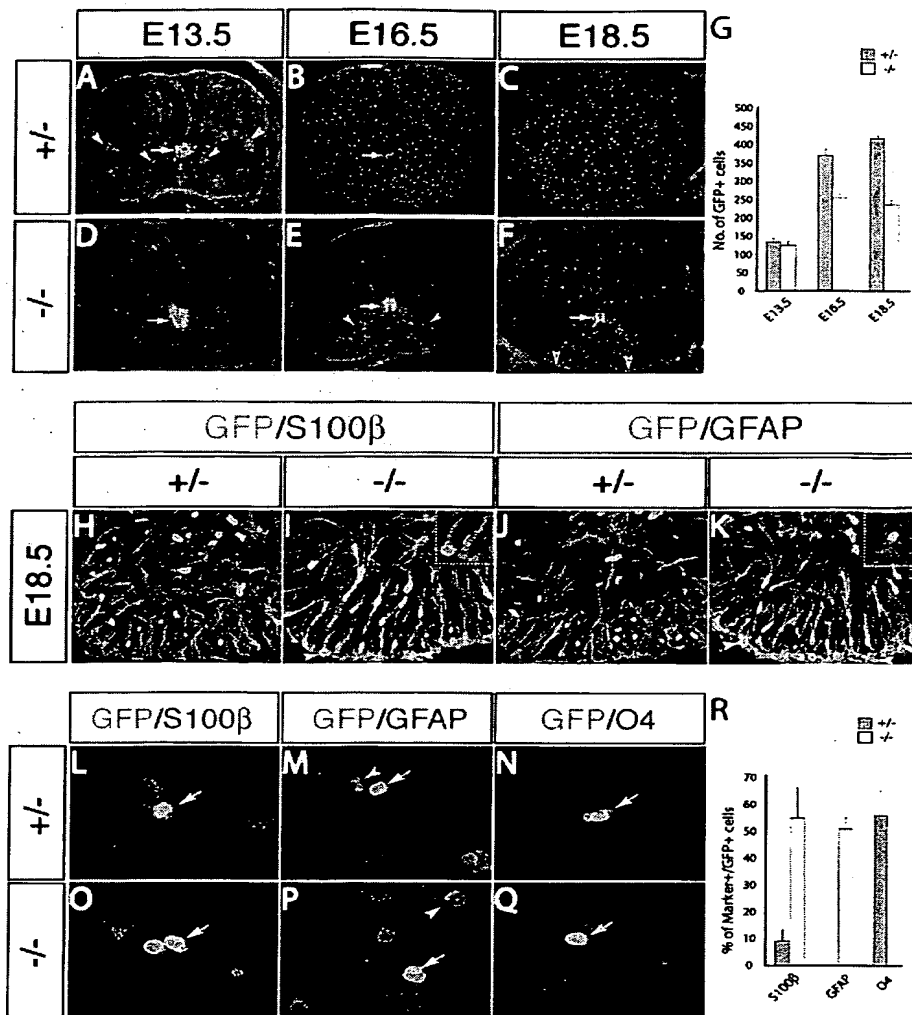 E13.5 E16.5 E18.5
G
+/-
-/-
A B C
+/-
D E F
-/-
No. of GFP+ cells
500
450
400
350
300
250
200
150
100
50
0
E13.5 E16.5 E18.5
GFP/S100β GFP/GFAP
+/- -/- +/- -/-
H I J K
E18.5
GFP/S100β GFP/GFAP GFP/O4
R
+/-
-/-
L M N
+/-
O P Q
-/-
% of Marker+/GFP+ cells
70
60
50
40
30
20
10
0
S100β GFAP O4